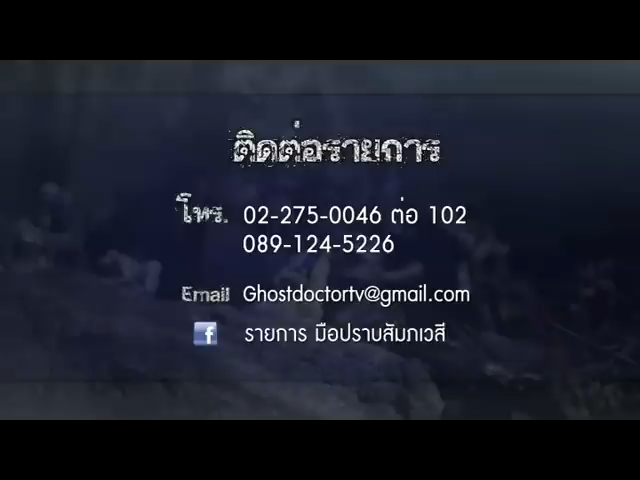 ติดต่อรายการ
โทร. 02-275-0046 ต่อ 102
089-124-5226
Email Ghostdoctortv@gmail.com
f รายการ มือปราบสัมภเวสี